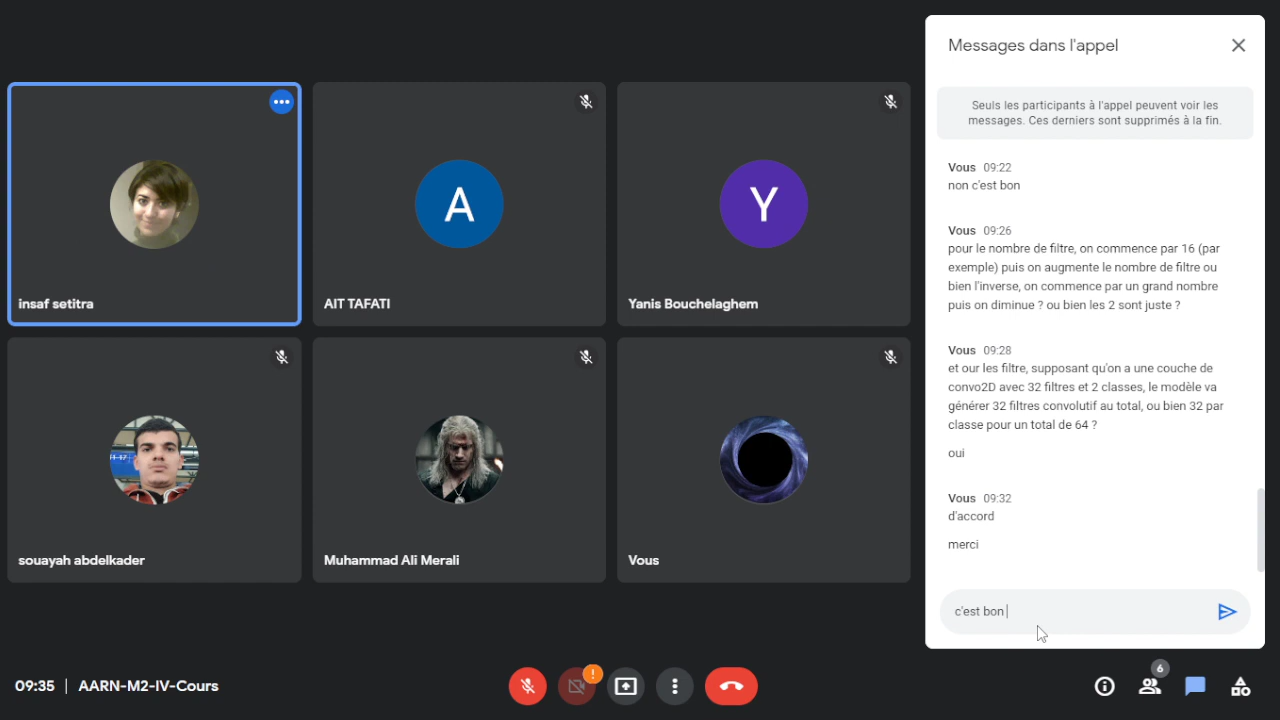 Messages dans l'appel
Seuls les participants à l'appel peuvent voir les
messages. Ces derniers sont supprimés à la fin.
Vous 09:22
non c'est bon
Vous 09:26
pour le nombre de filtre, on commence par 16 (par
exemple) puis on augmente le nombre de filtre ou
bien l'inverse, on commence par un grand nombre
puis on diminue ? ou bien les 2 sont juste ?
Vous 09:28
et our les filtre, supposant qu'on a une couche de
convo2D avec 32 filtres et 2 classes, le modèle va
générer 32 filtres convolutif au total, ou bien 32 par
classe pour un total de 64 ?
oui
Vous 09:32
d'accord
merci
c'est bon
A
Y
insaf setitra
AIT TAFATI
Yanis Bouchelaghem
souayah abdelkader
Muhammad Ali Merali
Vous
09:35 | AARN-M2-IV-Cours
!
6